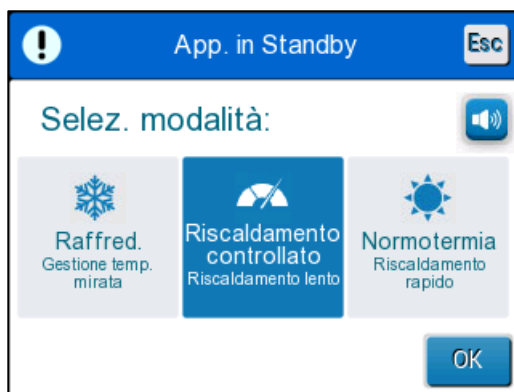 App. in Standby
Esc
Selez. modalità:
Raffred.
Gestione temp.
mirata
Riscaldamento
controllato
Riscaldamento lento
Normotermia
Riscaldamento
rapido
OK